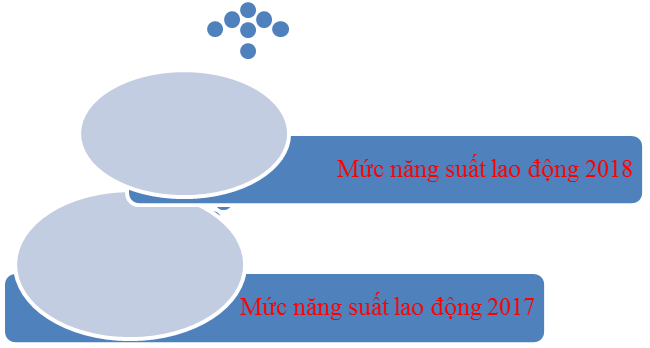 Mức năng suất lao động 2018
Mức năng suất lao động 2017